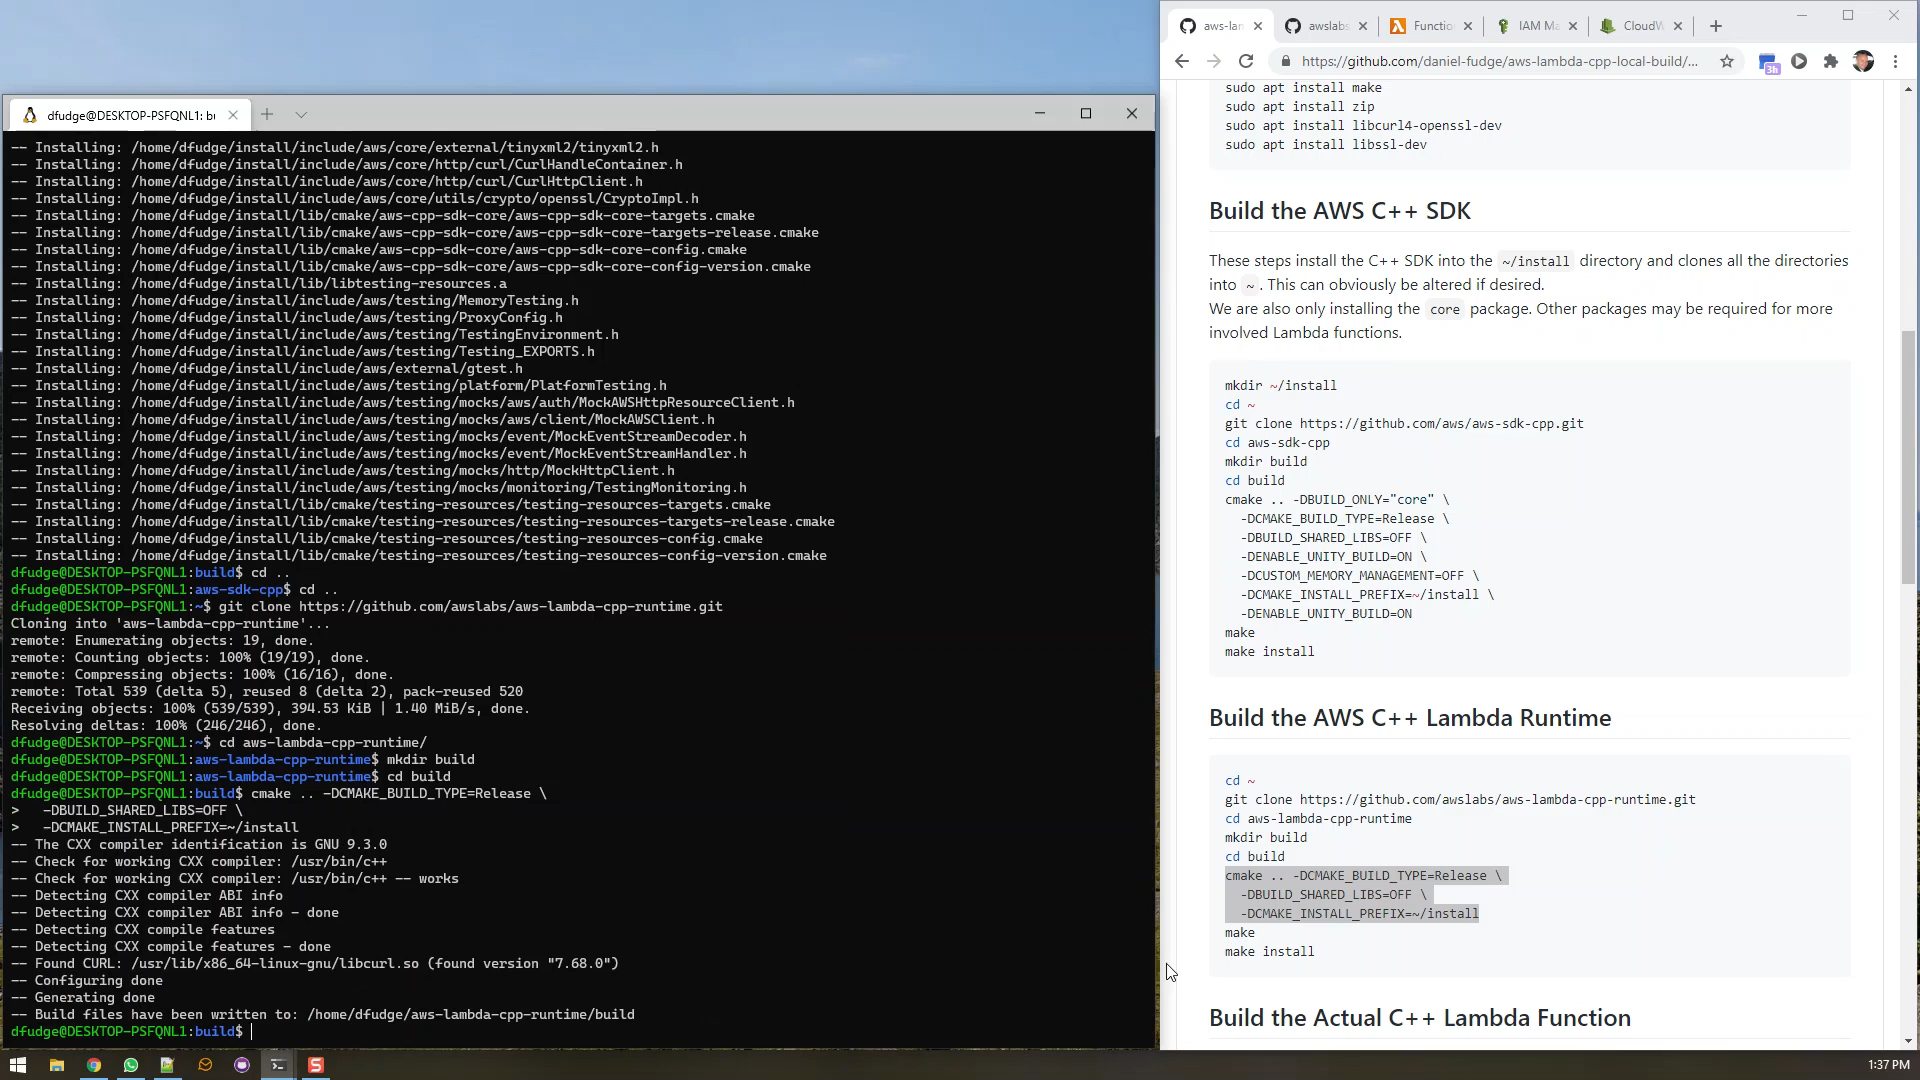 dfudge@DESKTOP-PSFQNL1: bu
-- Installing: /home/dfudge/install/include/aws/core/external/tinyxml2/tinyxml2.h
-- Installing: /home/dfudge/install/include/aws/core/http/curl/CurlHandleContainer.h
-- Installing: /home/dfudge/install/include/aws/core/http/curl/CurlHttpClient.h
-- Installing: /home/dfudge/install/include/aws/core/utils/crypto/openssl/CryptoImpl.h
-- Installing: /home/dfudge/install/lib/cmake/aws-cpp-sdk-core/aws-cpp-sdk-core-targets.cmake
-- Installing: /home/dfudge/install/lib/cmake/aws-cpp-sdk-core/aws-cpp-sdk-core-targets-release.cmake
-- Installing: /home/dfudge/install/lib/cmake/aws-cpp-sdk-core/aws-cpp-sdk-core-config.cmake
-- Installing: /home/dfudge/install/lib/cmake/aws-cpp-sdk-core/aws-cpp-sdk-core-config-version.cmake
-- Installing: /home/dfudge/install/lib/libtesting-resources.a
-- Installing: /home/dfudge/install/include/aws/testing/MemoryTesting.h
-- Installing: /home/dfudge/install/include/aws/testing/ProxyConfig.h
-- Installing: /home/dfudge/install/include/aws/testing/TestingEnvironment.h
-- Installing: /home/dfudge/install/include/aws/testing/Testing_EXPORTS.h
-- Installing: /home/dfudge/install/include/aws/external/gtest.h
-- Installing: /home/dfudge/install/include/aws/testing/platform/PlatformTesting.h
-- Installing: /home/dfudge/install/include/aws/testing/mocks/aws/auth/MockAWSHttpResourceClient.h
-- Installing: /home/dfudge/install/include/aws/testing/mocks/aws/client/MockAWSClient.h
-- Installing: /home/dfudge/install/include/aws/testing/mocks/event/MockEventStreamDecoder.h
-- Installing: /home/dfudge/install/include/aws/testing/mocks/event/MockEventStreamHandler.h
-- Installing: /home/dfudge/install/include/aws/testing/mocks/http/MockHttpClient.h
-- Installing: /home/dfudge/install/include/aws/testing/mocks/monitoring/TestingMonitoring.h
-- Installing: /home/dfudge/install/lib/cmake/testing-resources/testing-resources-targets.cmake
-- Installing: /home/dfudge/install/lib/cmake/testing-resources/testing-resources-targets-release.cmake
-- Installing: /home/dfudge/install/lib/cmake/testing-resources/testing-resources-config.cmake
-- Installing: /home/dfudge/install/lib/cmake/testing-resources/testing-resources-config-version.cmake
dfudge@DESKTOP-PSFQNL1:build$ cd ..
dfudge@DESKTOP-PSFQNL1:aws-sdk-cpp$ cd ..
dfudge@DESKTOP-PSFQNL1:~$ git clone https://github.com/awslabs/aws-lambda-cpp-runtime.git
Cloning into 'aws-lambda-cpp-runtime'...
remote: Enumerating objects: 19, done.
remote: Counting objects: 100% (19/19), done.
remote: Compressing objects: 100% (16/16), done.
remote: Total 539 (delta 5), reused 8 (delta 2), pack-reused 520
Receiving objects: 100% (539/539), 394.53 KiB | 1.40 MiB/s, done.
Resolving deltas: 100% (246/246), done.
dfudge@DESKTOP-PSFQNL1:~$ cd aws-lambda-cpp-runtime/
dfudge@DESKTOP-PSFQNL1:aws-lambda-cpp-runtime$ mkdir build
dfudge@DESKTOP-PSFQNL1:aws-lambda-cpp-runtime$ cd build
dfudge@DESKTOP-PSFQNL1:build$ cmake .. -DCMAKE_BUILD_TYPE=Release \
>   -DBUILD_SHARED_LIBS=OFF \
>   -DCMAKE_INSTALL_PREFIX=~/install
-- The CXX compiler identification is GNU 9.3.0
-- Check for working CXX compiler: /usr/bin/c++
-- Check for working CXX compiler: /usr/bin/c++ -- works
-- Detecting CXX compiler ABI info
-- Detecting CXX compiler ABI info - done
-- Detecting CXX compile features
-- Detecting CXX compile features - done
-- Found CURL: /usr/lib/x86_64-linux-gnu/libcurl.so (found version "7.68.0")
-- Configuring done
-- Generating done
-- Build files have been written to: /home/dfudge/aws-lambda-cpp-runtime/build
dfudge@DESKTOP-PSFQNL1:build$
aws-lan
awslabs
Functio
IAM Ma
CloudW
https://github.com/daniel-fudge/aws-lambda-cpp-local-build/...
3h
sudo apt install make
sudo apt install zip
sudo apt install libcurl4-openssl-dev
sudo apt install libssl-dev
Build the AWS C++ SDK
These steps install the C++ SDK into the ~/install directory and clones all the directories
into ~ . This can obviously be altered if desired.
We are also only installing the core package. Other packages may be required for more
involved Lambda functions.
mkdir ~/install
cd ~
git clone https://github.com/aws/aws-sdk-cpp.git
cd aws-sdk-cpp
mkdir build
cd build
cmake .. -DBUILD_ONLY="core" \
-DCMAKE_BUILD_TYPE=Release \
-DBUILD_SHARED_LIBS=OFF \
-DENABLE_UNITY_BUILD=ON \
-DCUSTOM_MEMORY_MANAGEMENT=OFF \
-DCMAKE_INSTALL_PREFIX=~/install \
-DENABLE_UNITY_BUILD=ON
make
make install
Build the AWS C++ Lambda Runtime
cd ~
git clone https://github.com/awslabs/aws-lambda-cpp-runtime.git
cd aws-lambda-cpp-runtime
mkdir build
cd build
cmake .. -DCMAKE_BUILD_TYPE=Release \
-DBUILD_SHARED_LIBS=OFF \
-DCMAKE_INSTALL_PREFIX=~/install
make
make install
Build the Actual C++ Lambda Function
1:37 PM